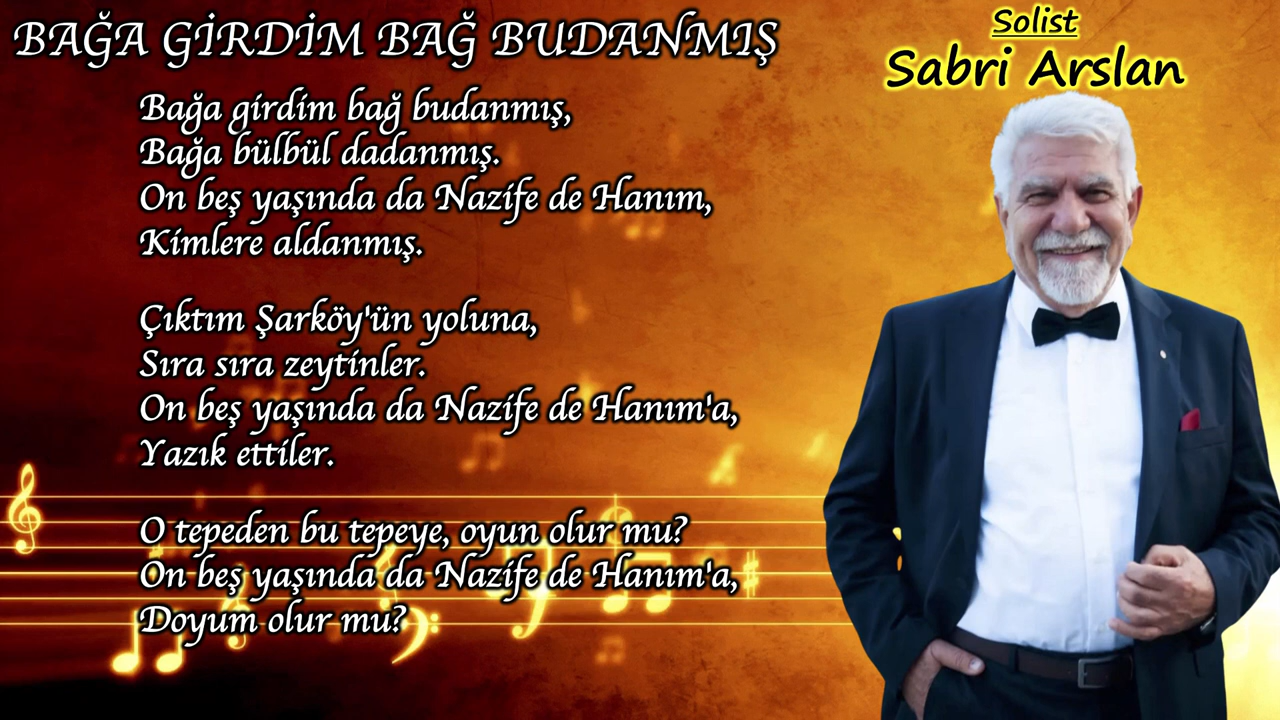 BAĞA GİRDİM BAĞ BUDANMIŞ
Solist
Sabri Arslan
Bağa girdim bağ budanmış,
Bağa bülbül dadanmış.
On beş yaşında da Nazife de Hanım,
Kimlere aldanmış.
Çıktım Şarköy'ün yoluna,
Sıra sıra zeytinler.
On beş yaşında da Nazife de Hanım'a,
Yazık ettiler.
O tepeden bu tepeye, oyun olur mu?
On beş yaşında da Nazife de Hanım'a,
Doyum olur mu?